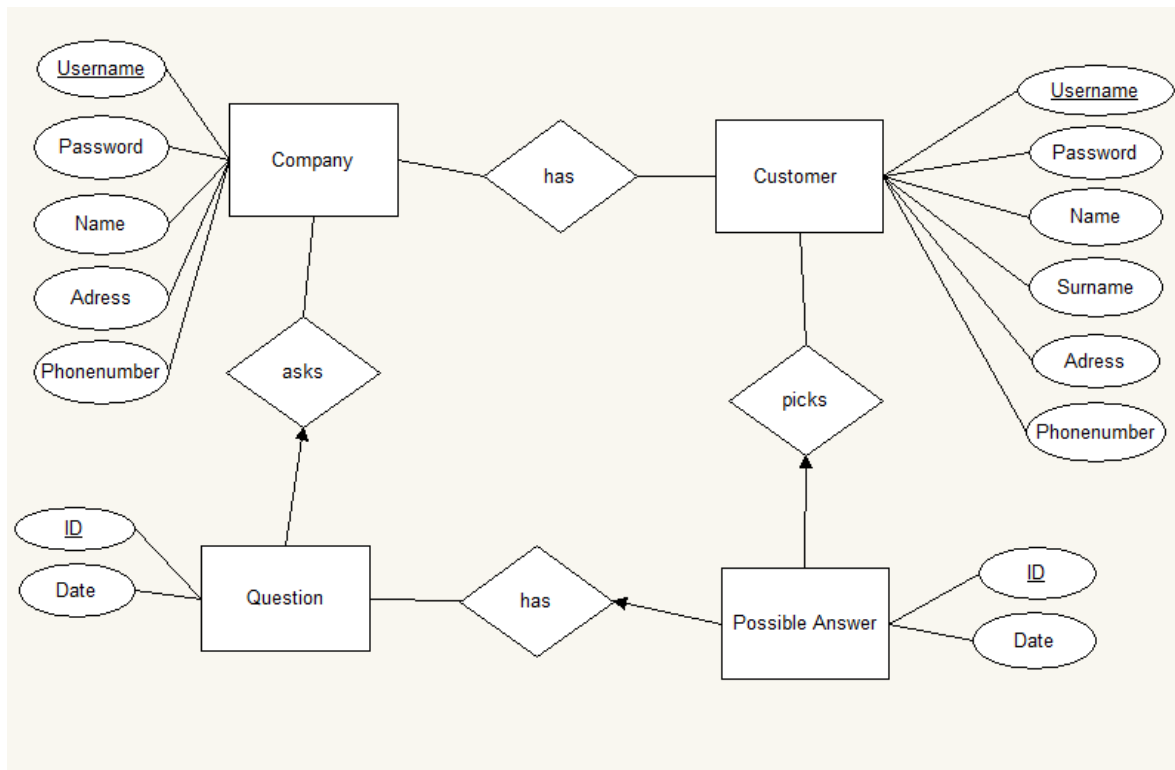 Username
Password
Name
Adress
Phonenumber
Company
has
Customer
Username
Password
Name
Surname
Adress
Phonenumber
asks
picks
ID
Date
Question
has
Possible Answer
ID
Date